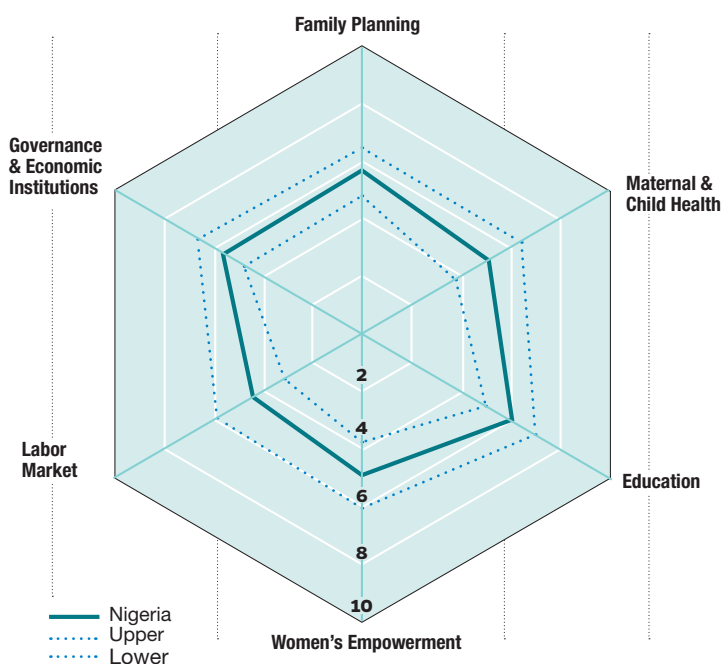 Family Planning
Governance
& Economic
Institutions
Maternal &
Child Health
2
4
Labor
Market
6
Education
8
10
Nigeria
Upper
Women's Empowerment
Lower